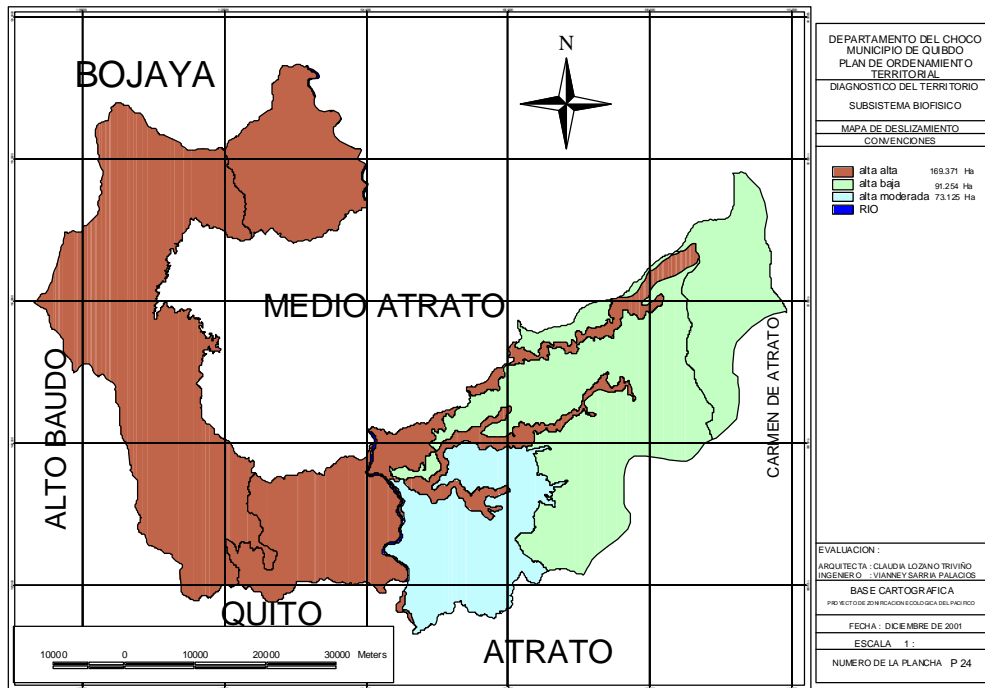 BOJAYA
N
MEDIO ATRATO
ALTO BAUDO
CARMEN DE ATRATO
QUITO
ATRATO
10000 0 10000 20000 30000 Meters
DEPARTAMENTO DEL CHOCO
MUNICIPIO DE QUIBDO
PLAN DE ORDENAMIENTO
TERRITORIAL
DIAGNOSTICO DEL TERRITORIO
SUBSISTEMA BIOFISICO
MAPA DE DESLIZAMIENTO
CONVENCIONES
alta alta 169.371 Ha
alta baja 91.254 Ha
alta moderada 73.125 Ha
RIO
EVALUACION :
ARQUITECTA : CLAUDIA LOZANO TRIVIÑO
INGENIERO : VIANNEY SARRIA PALACIOS
BASE CARTOGRAFICA
PROYECTO DE ZONIFICACION ECOLOGICA DEL PACIFICO
FECHA : DICIEMBRE DE 2001
ESCALA 1 :
NUMERO DE LA PLANCHA P 24